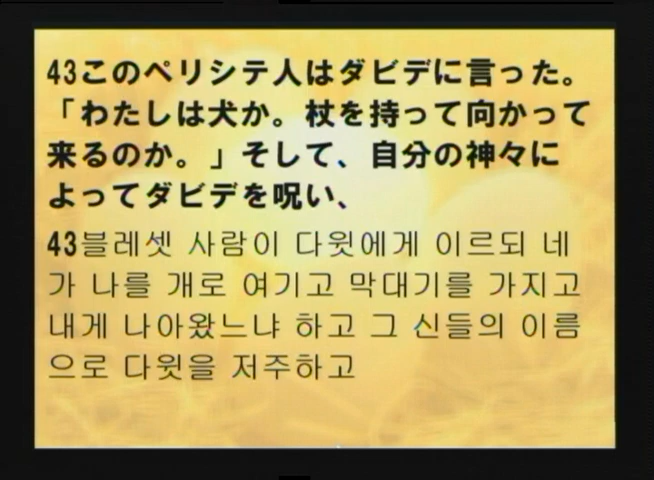 43このペリシテ人はダビデに言った。
「わたしは犬か。杖を持って向かって
来るのか。」そして、自分の神々に
よってダビデを呪い、
43블레셋 사람이 다윗에게 이르되 네
가 나를 개로 여기고 막대기를 가지고
내게 나아왔느냐 하고 그 신들의 이름
으로 다윗을 저주하고